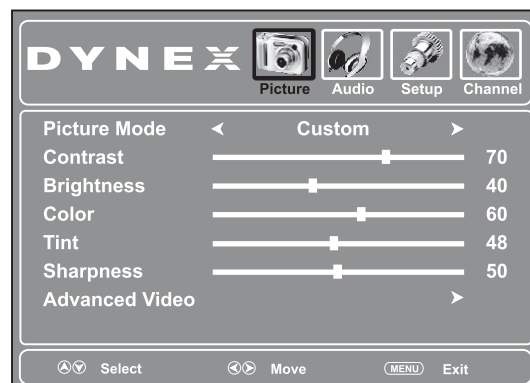 DYNEX
Picture Audio Setup Channel
Picture Mode Custom
Contrast 70
Brightness 40
Color 60
Tint 48
Sharpness 50
Advanced Video
Select Move MENU Exit